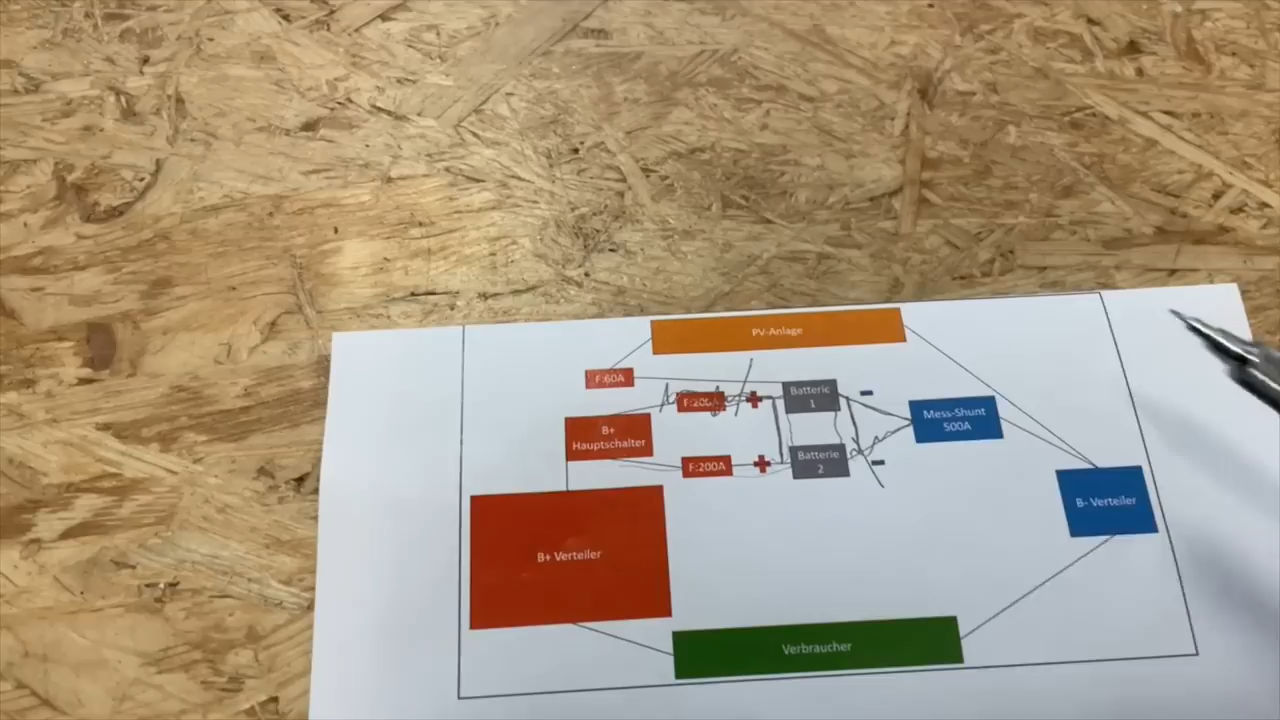 PV-Anlage
F:60A
Batterie
1
F:200A
B+
Hauptschalter
Mess-Shunt
500A
Batterie
2
F:200A
B- Verteiler
B+ Verteiler
Verbraucher